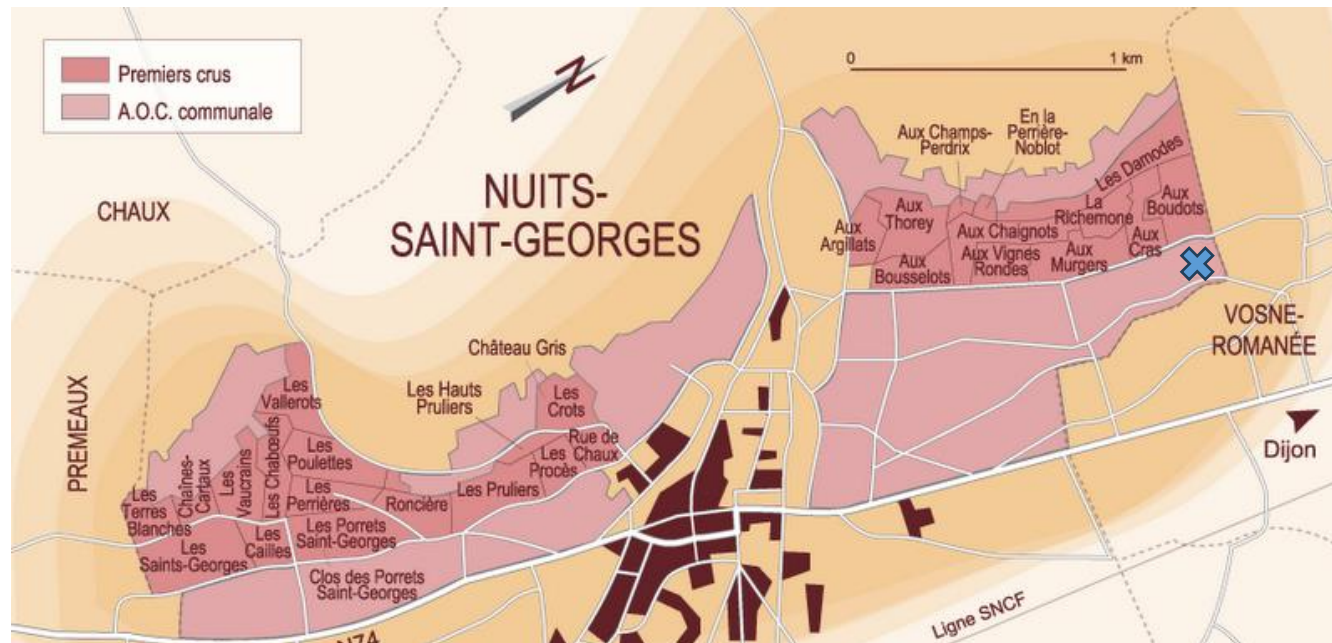 Premiers crus
A.O.C. communale
N
0
1 km
NUITS-
SAINT-GEORGES
CHAUX
PREMEAUX
Aux Champs-
Perdrix
En la
Perrière-
Noblot
Les Damodes
Aux
Argillats
Aux
Thorey
Aux
Bousselots
Aux Chaignots
Aux Vignes
Rondes
La
Richemone
Aux
Murgers
Aux
Cras
Aux
Boudots
VOSNE-
ROMANÉE
Dijon
Château Gris
Les Hauts
Pruliers
Les
Crots
Rue de
Chaux
Les
Procès
Les Pruliers
Roncière
Les
Vallerots
Les
Poulettes
Les
Perrières
Les Porrets
Saint-Georges
Clos des Porrets
Saint-Georges
Les
Terres
Blanches
Chaînes-
Cartaux
Les
Vaucrains
Les Chabœufs
Les
Saints-Georges
Les
Cailles
N74
Ligne SNCF